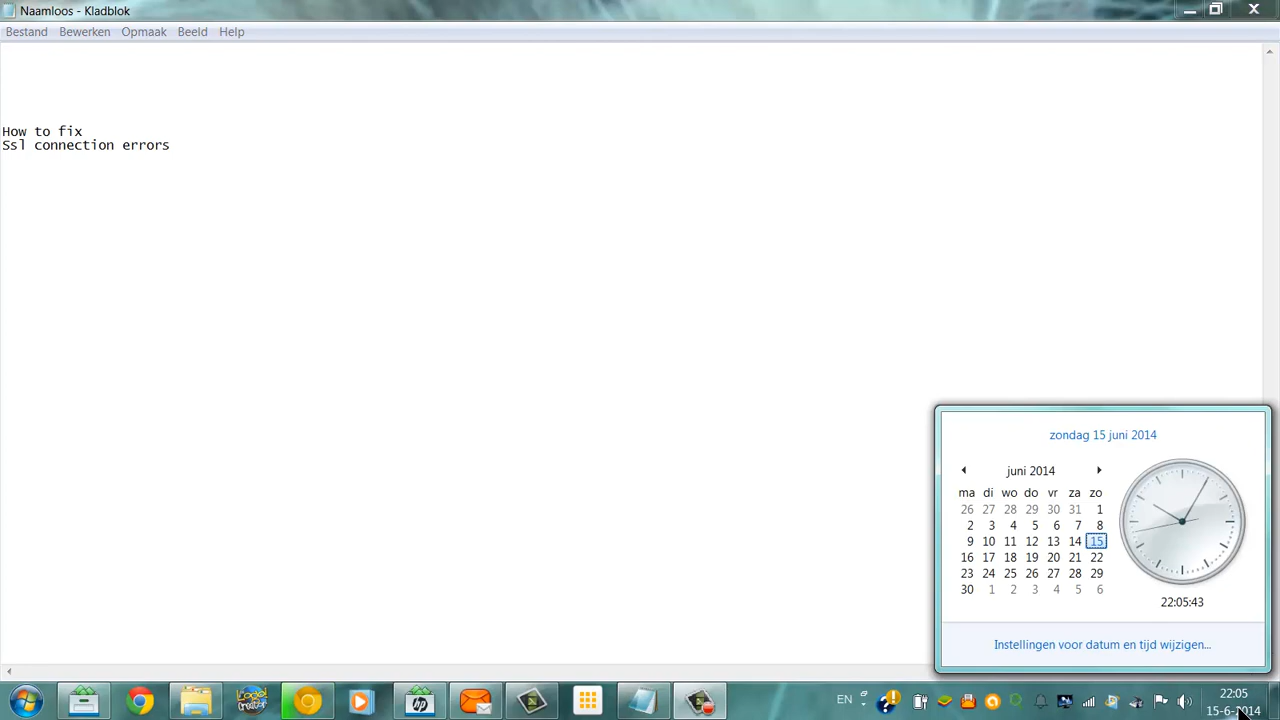 Naamloos - Kladblok
Bestand Bewerken Opmaak Beeld Help
How to fix
Ssl connection errors
zondag 15 juni 2014
juni 2014
ma di wo do vr za zo
26 27 28 29 30 31 1
2 3 4 5 6 7 8
9 10 11 12 13 14 15
16 17 18 19 20 21 22
23 24 25 26 27 28 29
30 1 2 3 4 5 6
22:05:43
Instellingen voor datum en tijd wijzigen...
hp
EN
22:05
15-6-2014